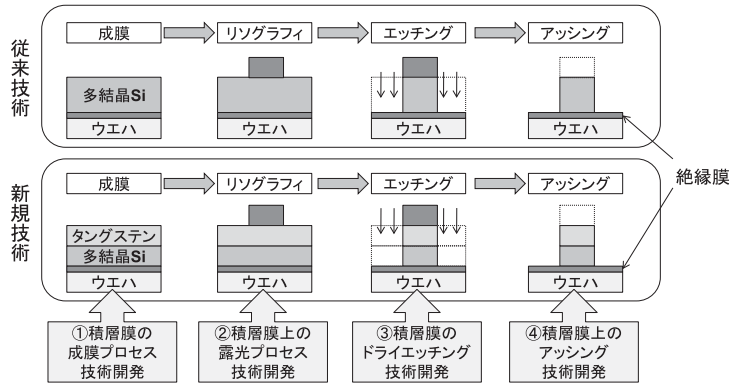 従来技術
成膜
リソグラフィ
エッチング
アッシング
多結晶Si
ウエハ
ウエハ
ウエハ
ウエハ
絶縁膜
新規技術
成膜
リソグラフィ
エッチング
アッシング
タングステン
多結晶Si
ウエハ
ウエハ
ウエハ
ウエハ
①積層膜の
成膜プロセス
技術開発
②積層膜上の
露光プロセス
技術開発
③積層膜の
ドライエッチング
技術開発
④積層膜上の
アッシング
技術開発